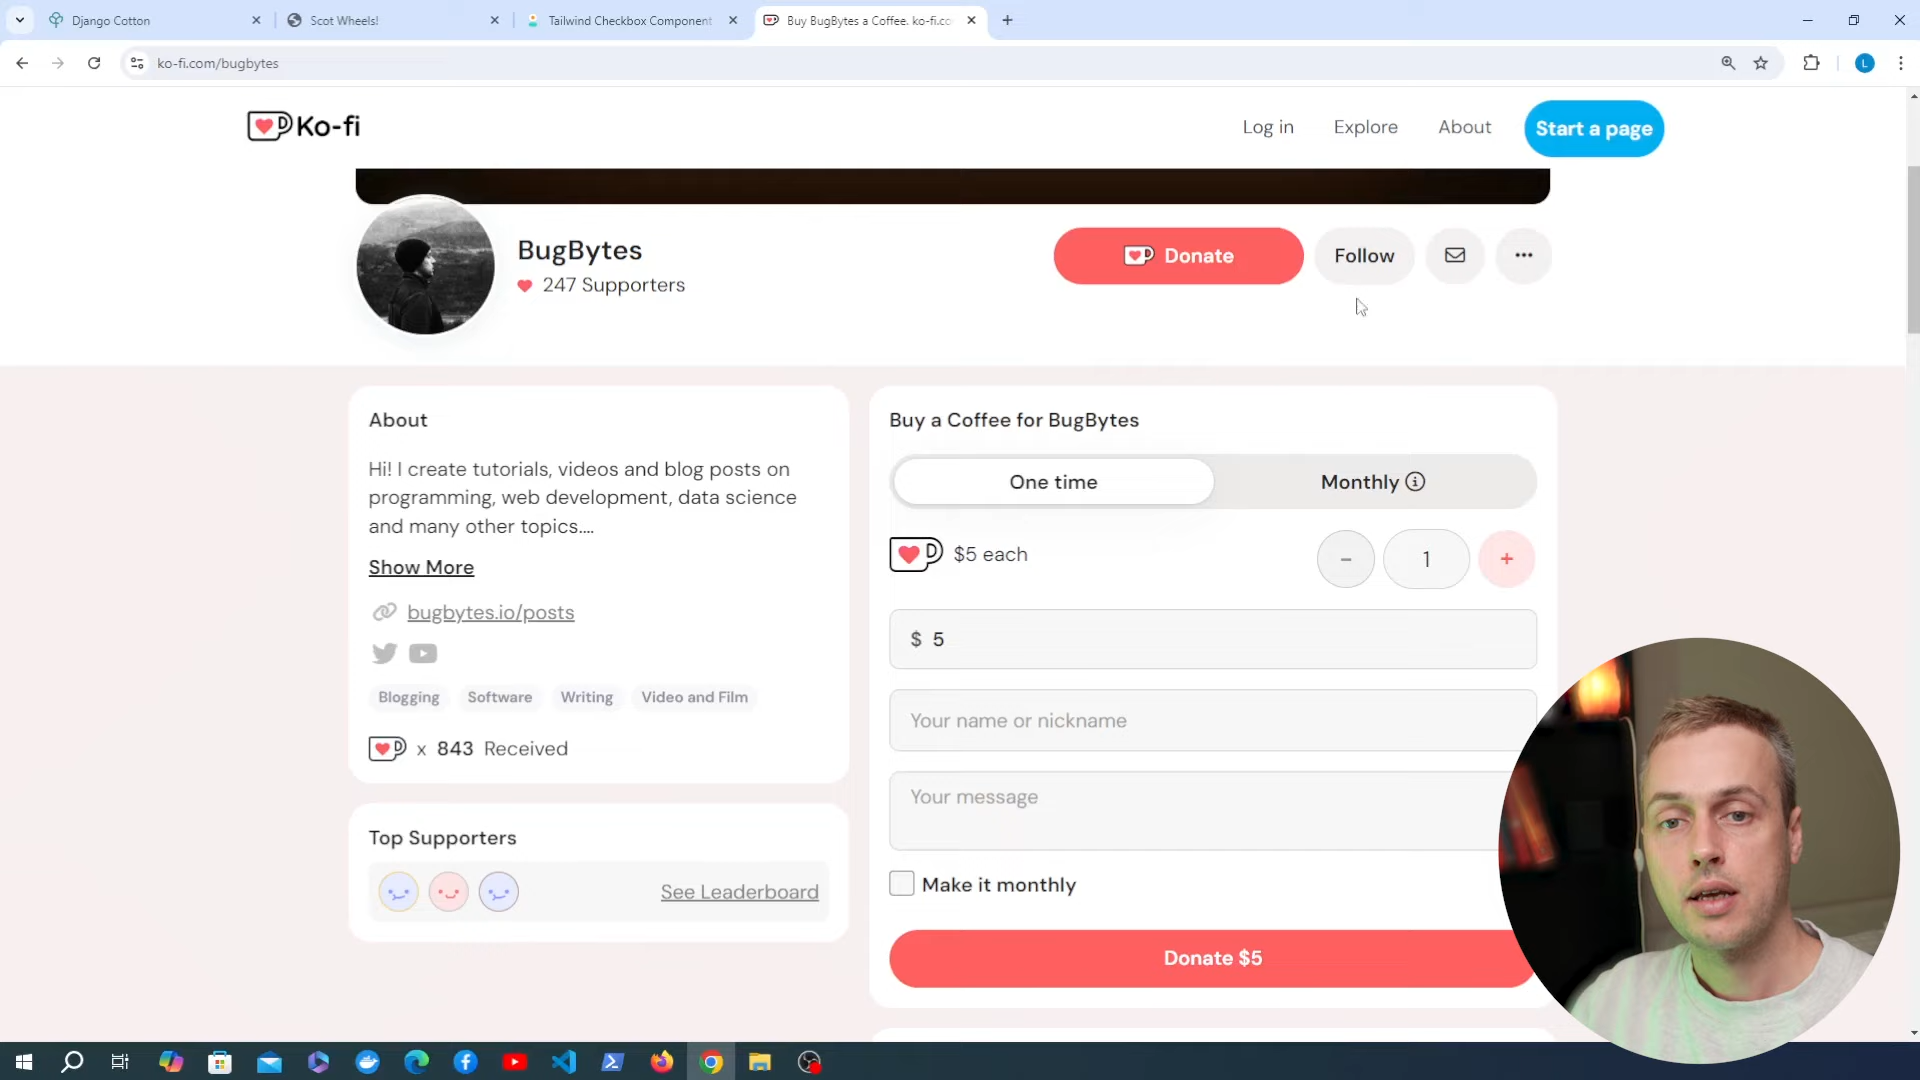 Django Cotton
Scot Wheels!
Tailwind Checkbox Component
Buy BugBytes a Coffee. ko-fi.co
ko-fi.com/bugbytes
L
Ko-fi
Log in
Explore
About
Start a page
BugBytes
247 Supporters
Donate
Follow
About
Hi! I create tutorials, videos and blog posts on
programming, web development, data science
and many other topics....
Show More
bugbytes.io/posts
Blogging
Software
Writing
Video and Film
x 843 Received
Top Supporters
See Leaderboard
Buy a Coffee for BugBytes
One time
Monthly
$5 each
- 1 +
$ 5
Your name or nickname
Your message
Make it monthly
Donate $5